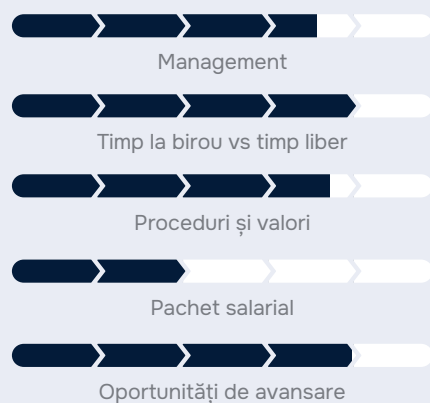 Management
Timp la birou vs timp liber
Proceduri și valori
Pachet salarial
Oportunități de avansare